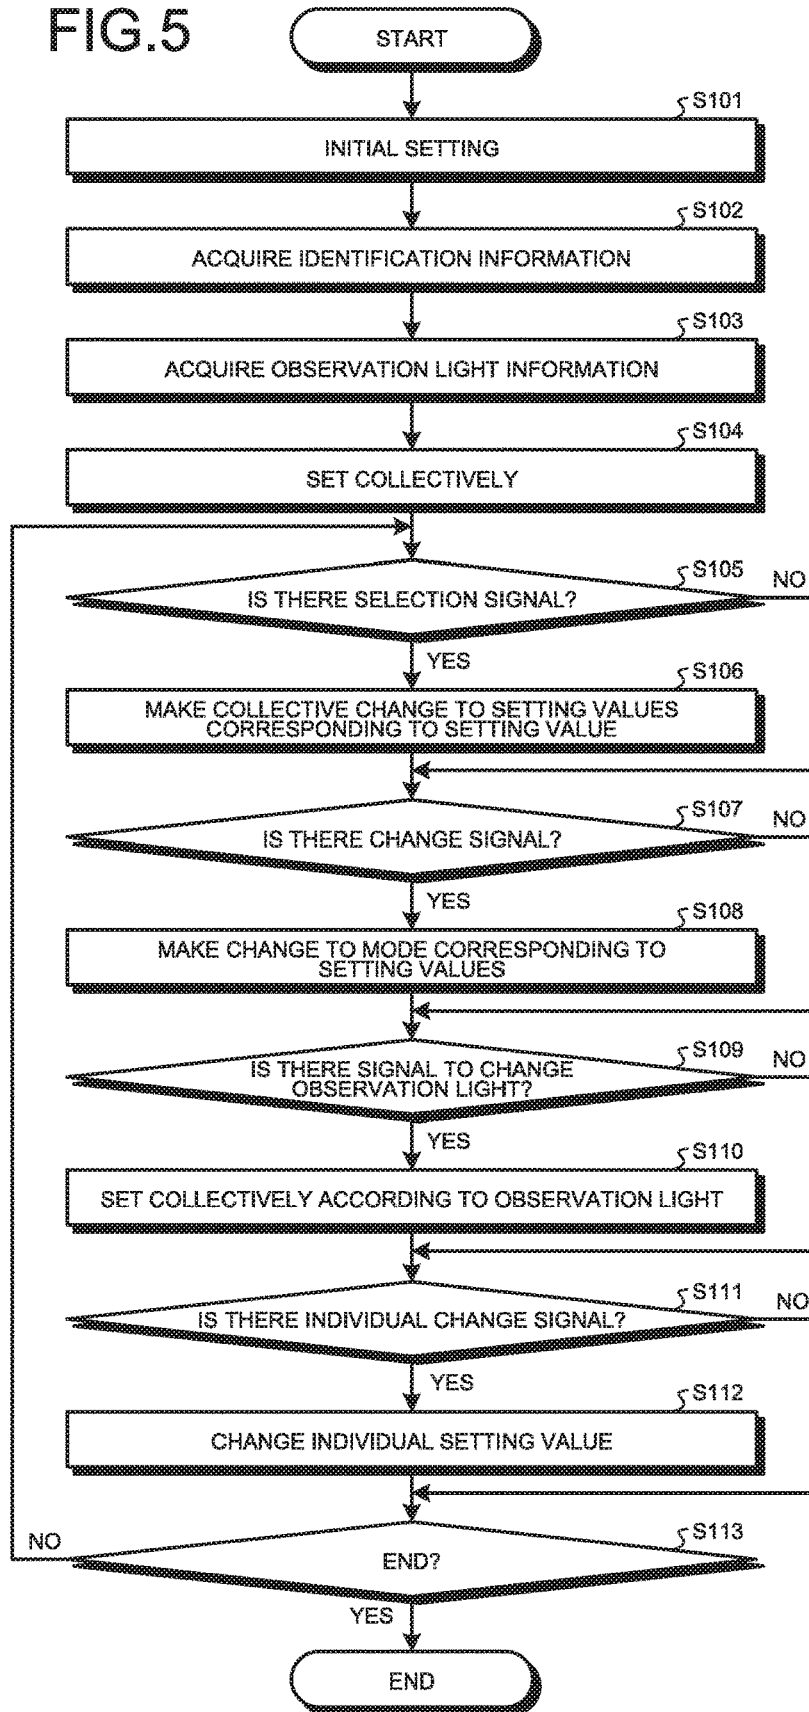 FIG.5
START
S101
INITIAL SETTING
S102
ACQUIRE IDENTIFICATION INFORMATION
S103
ACQUIRE OBSERVATION LIGHT INFORMATION
S104
SET COLLECTIVELY
S105
NO
IS THERE SELECTION SIGNAL?
YES
S106
MAKE COLLECTIVE CHANGE TO SETTING VALUES
CORRESPONDING TO SETTING VALUE
S107
NO
IS THERE CHANGE SIGNAL?
YES
S108
MAKE CHANGE TO MODE CORRESPONDING TO
SETTING VALUES
S109
NO
IS THERE SIGNAL TO CHANGE
OBSERVATION LIGHT?
YES
S110
SET COLLECTIVELY ACCORDING TO OBSERVATION LIGHT
S111
NO
IS THERE INDIVIDUAL CHANGE SIGNAL?
YES
S112
CHANGE INDIVIDUAL SETTING VALUE
S113
NO
END?
YES
END